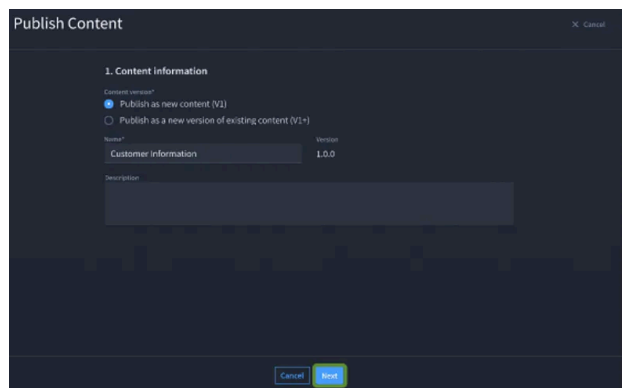 Publish Content
Cancel
1. Content information
Content version*
Publish as new content (V1)
Publish as a new version of existing content (V1+)
Name* Version
Customer Information 1.0.0
Description
Cancel Next